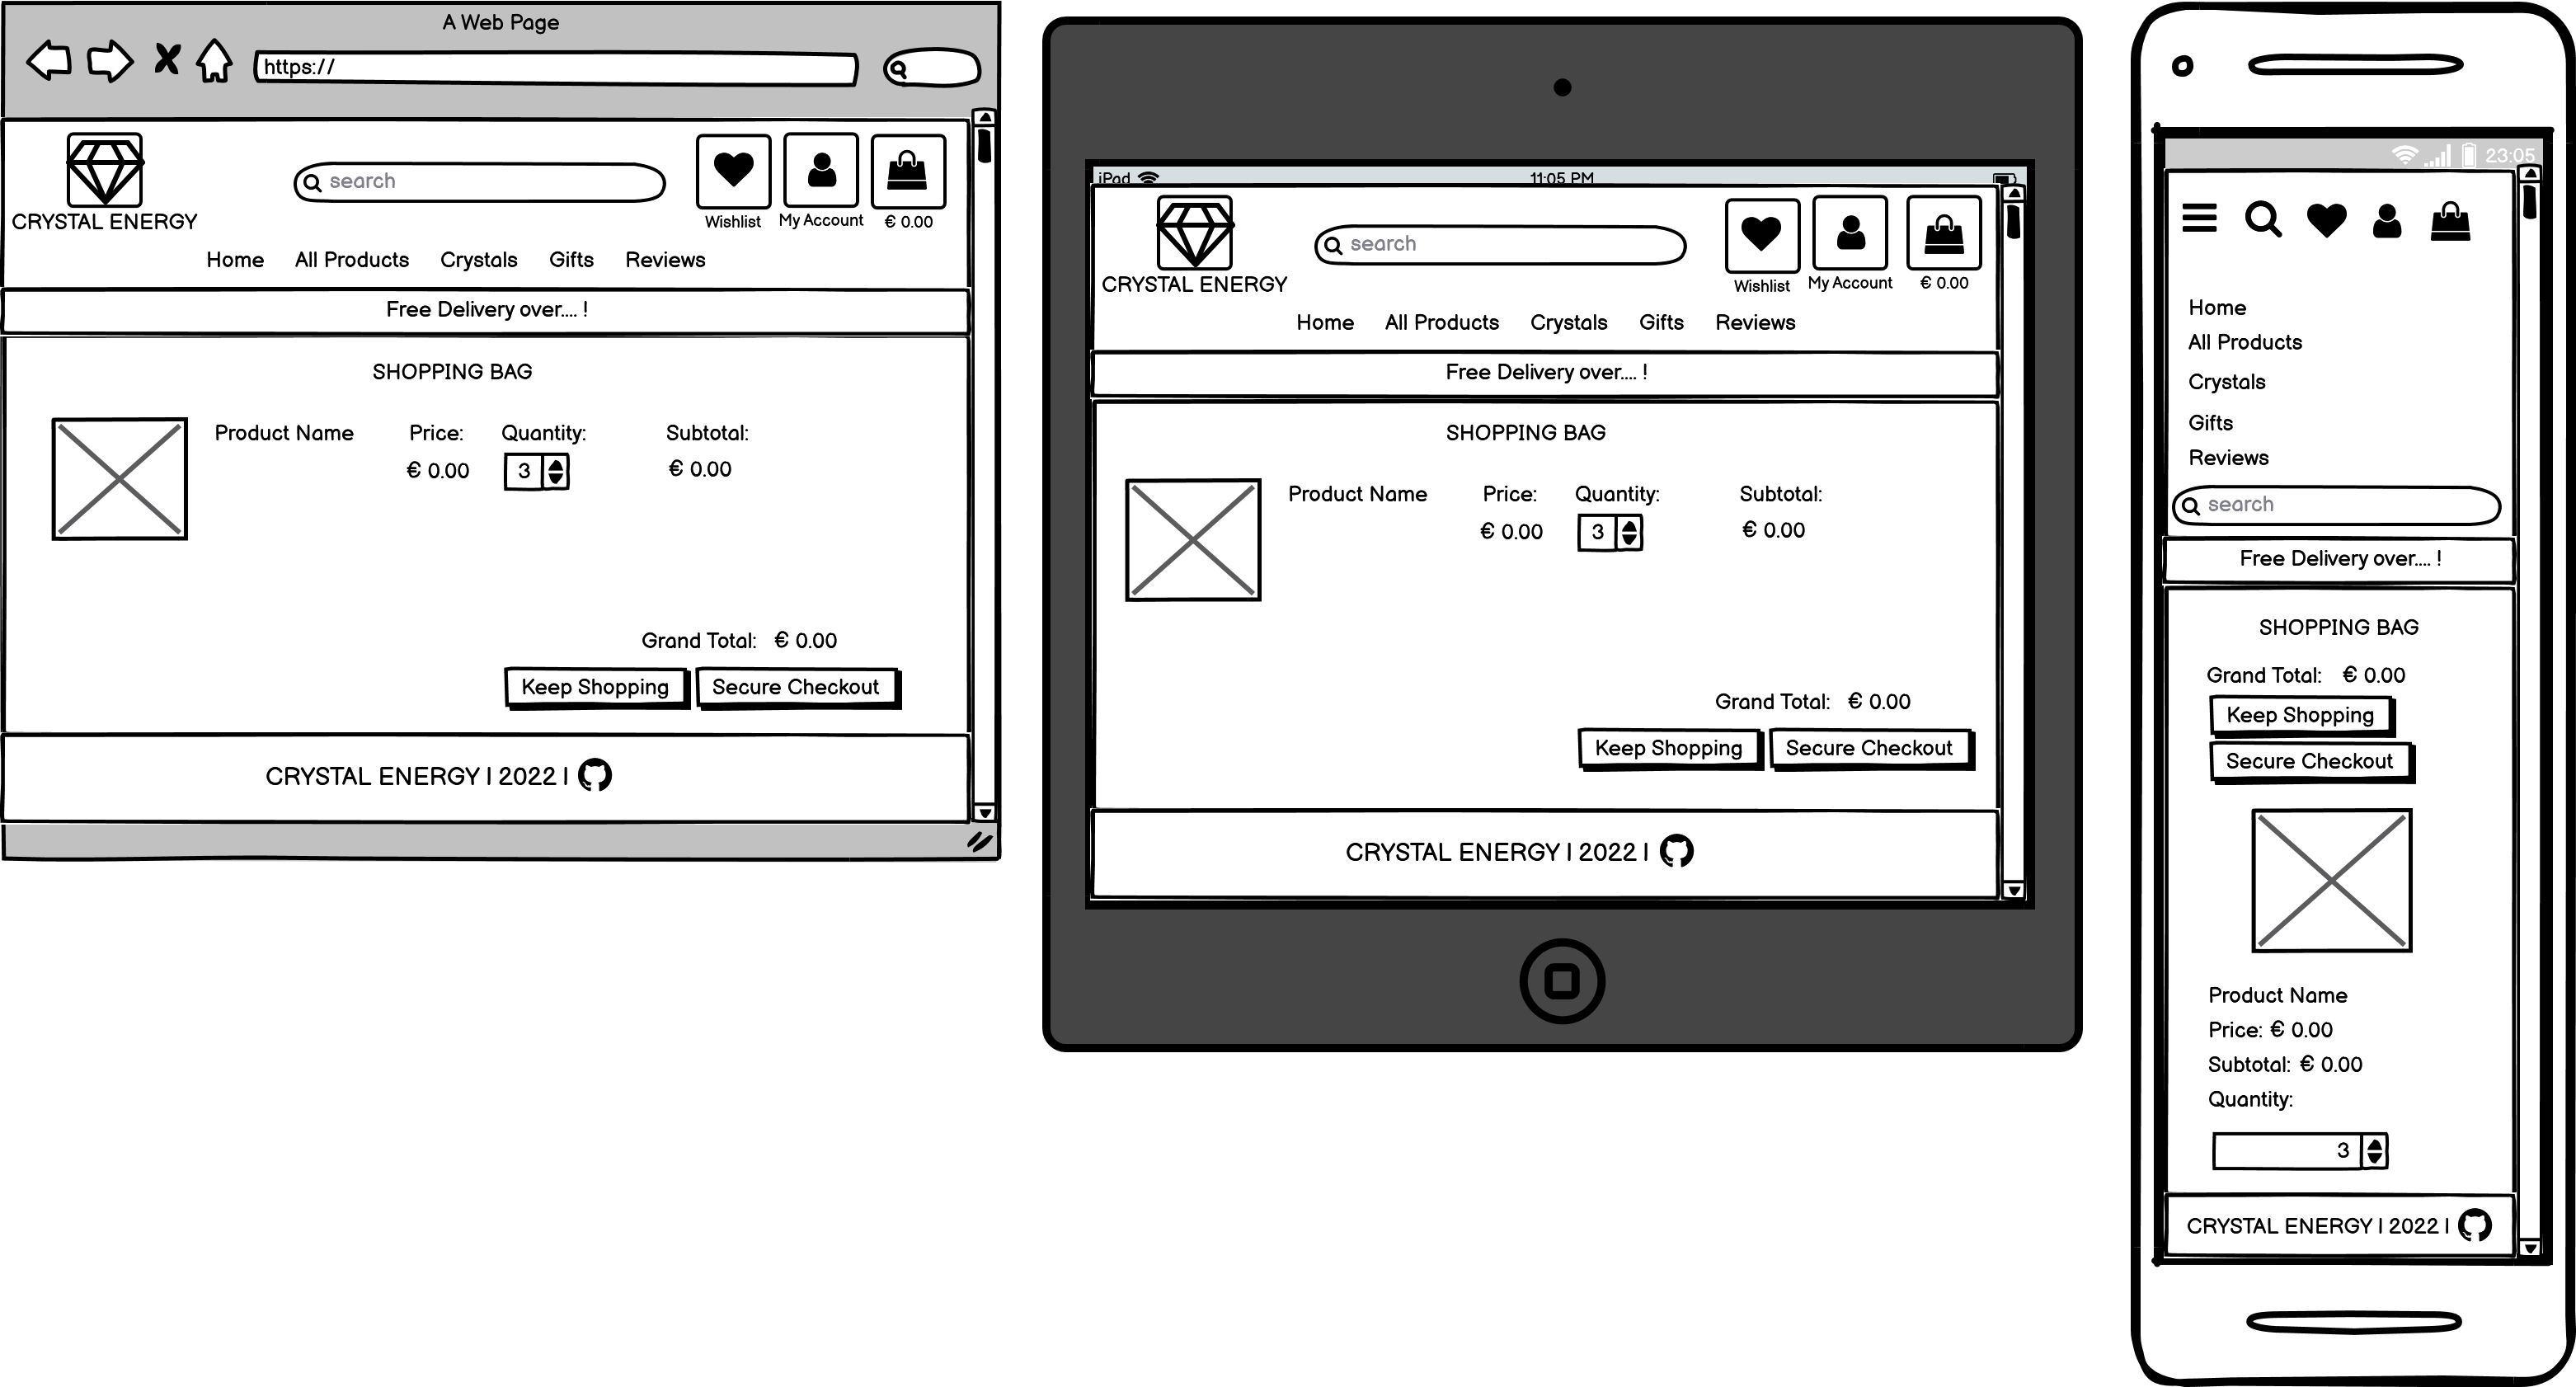 A Web Page
https://
search
CRYSTAL ENERGY
Wishlist My Account € 0.00
Home All Products Crystals Gifts Reviews
Free Delivery over.... !
SHOPPING BAG
Product Name Price: Quantity: Subtotal:
€ 0.00 3 € 0.00
Grand Total: € 0.00
Keep Shopping Secure Checkout
CRYSTAL ENERGY | 2022 |
iPad 11:05 PM
search
CRYSTAL ENERGY
Wishlist My Account € 0.00
Home All Products Crystals Gifts Reviews
Free Delivery over.... !
SHOPPING BAG
Product Name Price: Quantity: Subtotal:
€ 0.00 3 € 0.00
Grand Total: € 0.00
Keep Shopping Secure Checkout
CRYSTAL ENERGY | 2022 |
23:05
Home
All Products
Crystals
Gifts
Reviews
search
Free Delivery over.... !
SHOPPING BAG
Grand Total: € 0.00
Keep Shopping
Secure Checkout
Product Name
Price: € 0.00
Subtotal: € 0.00
Quantity:
3
CRYSTAL ENERGY | 2022 |